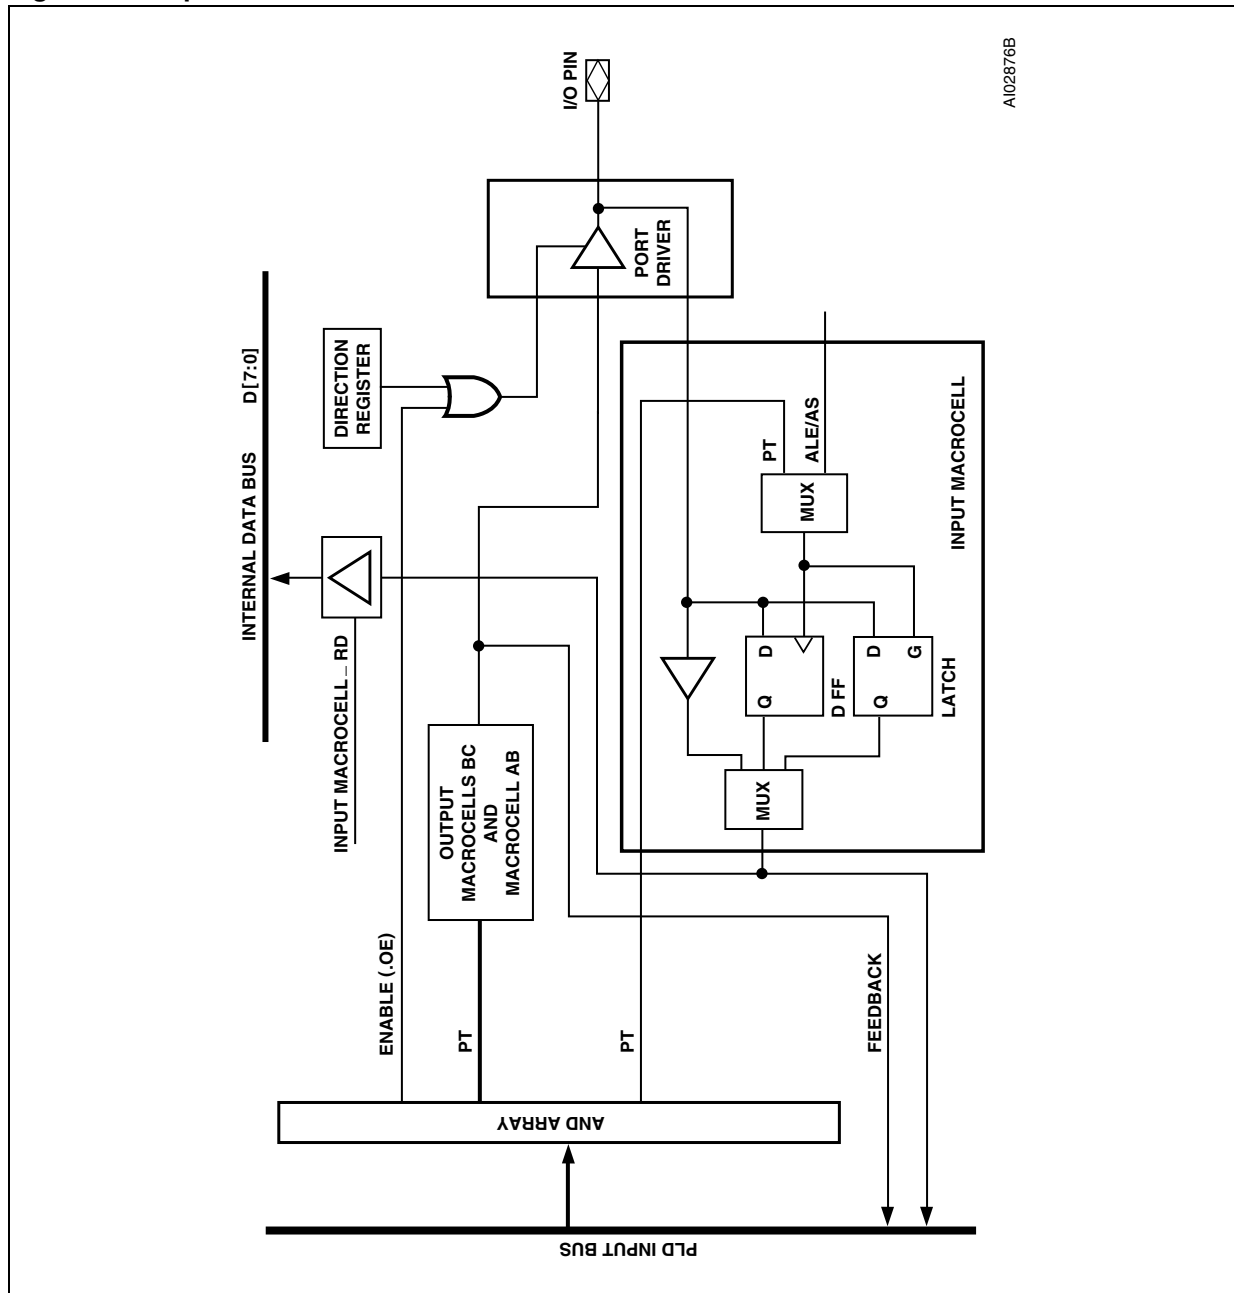 AI02876B
I/O PIN
INTERNAL DATA BUS
D[7:0]
DIRECTION
REGISTER
PORT
DRIVER
INPUT MACROCELL_ RD
OUTPUT
MACROCELLS BC
AND
MACROCELL AB
ENABLE (.OE)
PT
PT
FEEDBACK
AND ARRAY
PLD INPUT BUS
INPUT MACROCELL
PT
ALE/AS
MUX
D
Q
D FF
D
G
Q
LATCH
MUX